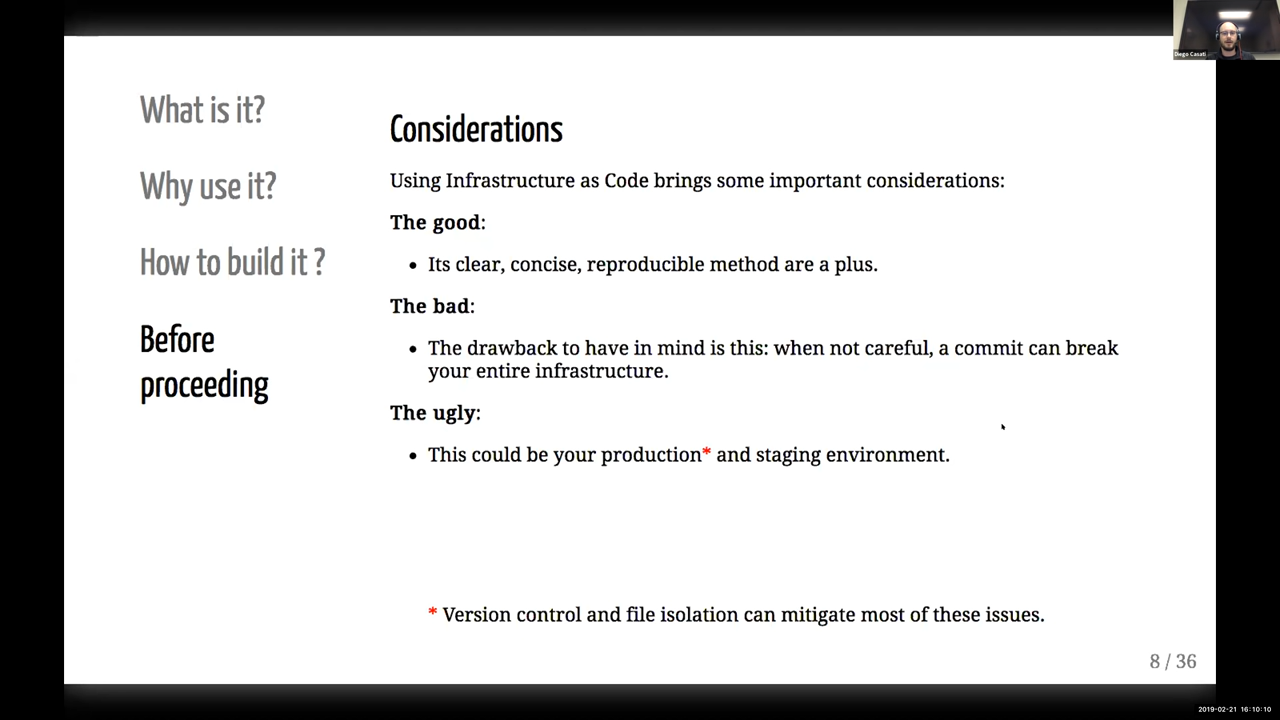 Diego Casati
What is it?
Why use it?
How to build it ?
Before
proceeding
Considerations
Using Infrastructure as Code brings some important considerations:
The good:
• Its clear, concise, reproducible method are a plus.
The bad:
• The drawback to have in mind is this: when not careful, a commit can break
your entire infrastructure.
The ugly:
• This could be your production* and staging environment.
* Version control and file isolation can mitigate most of these issues.
8 / 36
2019-02-21 16:10:10